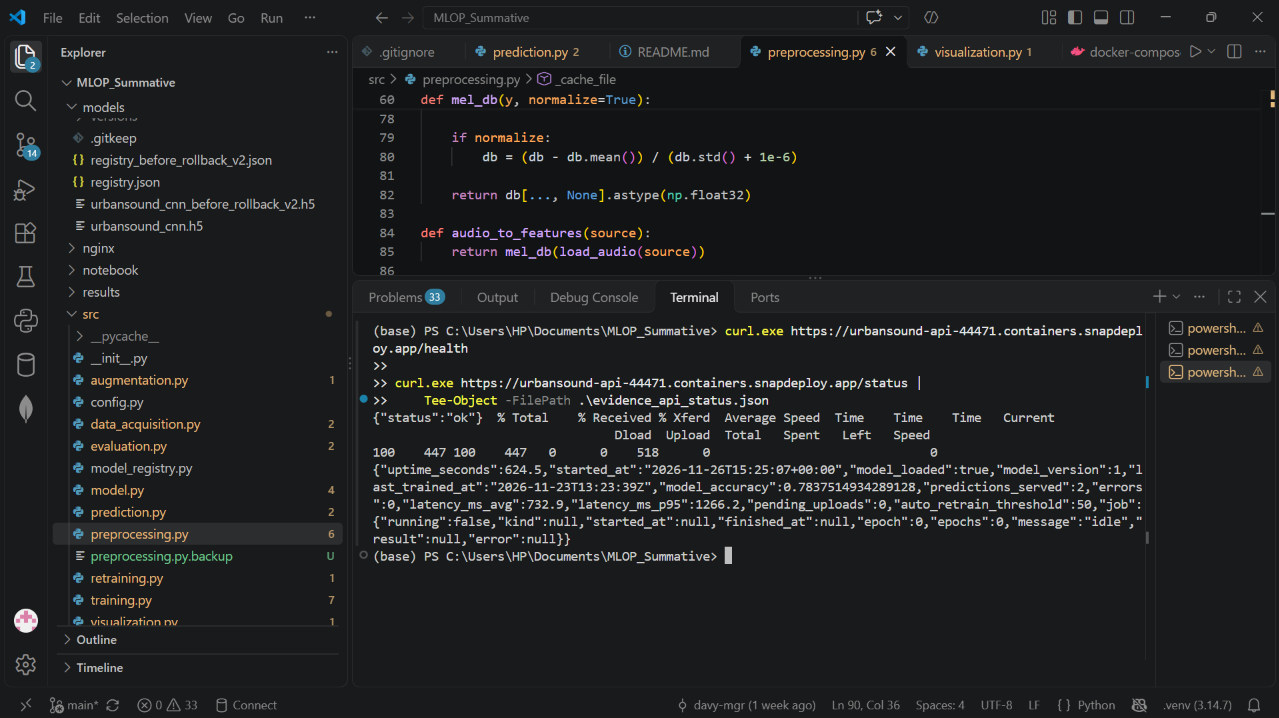 File Edit Selection View Go Run ··· MLOP_Summative
Explorer ···
MLOP_Summative
models
versions
.gitkeep
{} registry_before_rollback_v2.json
{} registry.json
urbansound_cnn_before_rollback_v2.h5
urbansound_cnn.h5
nginx
notebook
results
src
__pycache__
__init__.py
augmentation.py 1
config.py
data_acquisition.py 2
evaluation.py 2
model_registry.py
model.py 4
prediction.py 2
preprocessing.py 6
preprocessing.py.backup U
retraining.py 1
training.py 7
visualization.py 1
Outline
Timeline
2
14
.gitignore prediction.py 2 README.md preprocessing.py 6 visualization.py 1 docker-compos
src > preprocessing.py > _cache_file
60 def mel_db(y, normalize=True):
78
79 if normalize:
80 db = (db - db.mean()) / (db.std() + 1e-6)
81
82 return db[..., None].astype(np.float32)
83
84 def audio_to_features(source):
85 return mel_db(load_audio(source))
86
Problems 33 Output Debug Console Terminal Ports
(base) PS C:\Users\HP\Documents\MLOP_Summative> curl.exe https://urbansound-api-44471.containers.snapdepl
oy.app/health
>>
>> curl.exe https://urbansound-api-44471.containers.snapdeploy.app/status |
>> Tee-Object -FilePath .\evidence_api_status.json
{"status":"ok"} % Total % Received % Xferd Average Speed Time Time Time Current
Dload Upload Total Spent Left Speed
100 447 100 447 0 0 518 0 0
{"uptime_seconds":624.5,"started_at":"2026-11-26T15:25:07+00:00","model_loaded":true,"model_version":1,"l
ast_trained_at":"2026-11-23T13:23:39Z","model_accuracy":0.7837514934289128,"predictions_served":2,"errors
":0,"latency_ms_avg":732.9,"latency_ms_p95":1266.2,"pending_uploads":0,"auto_retrain_threshold":50,"job":
{"running":false,"kind":null,"started_at":null,"finished_at":null,"epoch":0,"epochs":0,"message":"idle","
result":null,"error":null}}
(base) PS C:\Users\HP\Documents\MLOP_Summative>
powersh...
powersh...
powersh...
main* 0 33 Connect davy-mgr (1 week ago) Ln 90, Col 36 Spaces: 4 UTF-8 LF {} Python .venv (3.14.7)